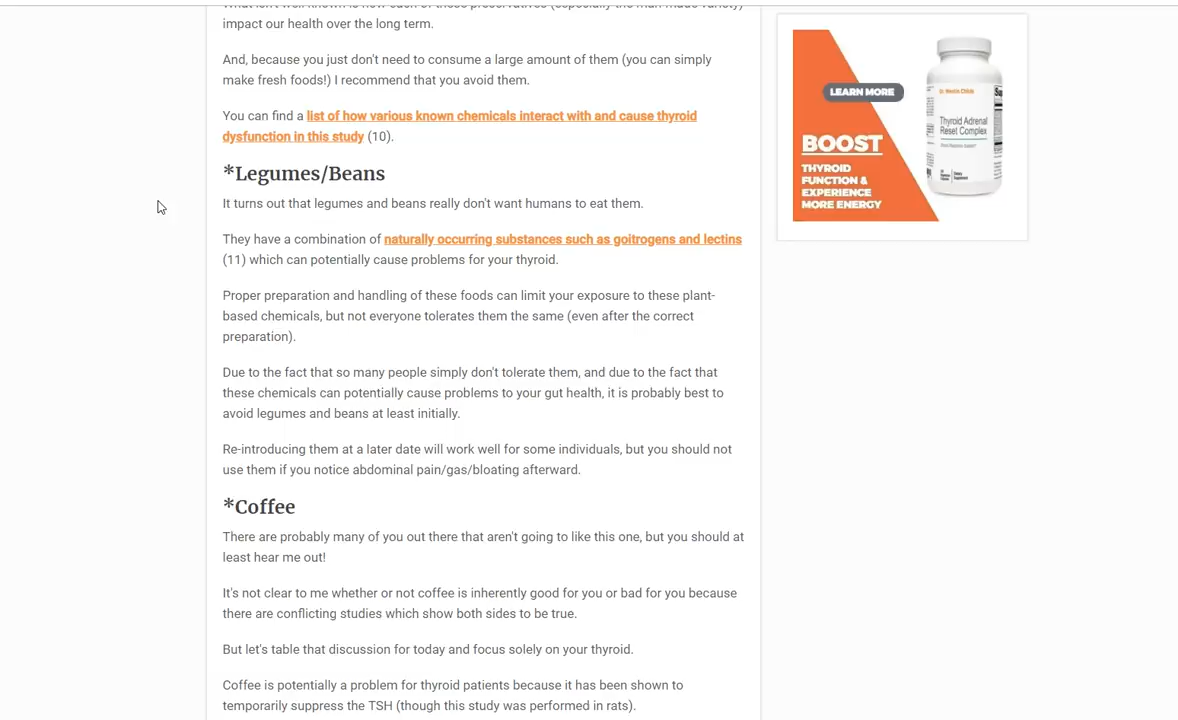 impact our health over the long term.
And, because you just don't need to consume a large amount of them (you can simply
make fresh foods!) I recommend that you avoid them.
You can find a list of how various known chemicals interact with and cause thyroid
dysfunction in this study (10).
*Legumes/Beans
It turns out that legumes and beans really don't want humans to eat them.
They have a combination of naturally occurring substances such as goitrogens and lectins
(11) which can potentially cause problems for your thyroid.
Proper preparation and handling of these foods can limit your exposure to these plant-
based chemicals, but not everyone tolerates them the same (even after the correct
preparation).
Due to the fact that so many people simply don't tolerate them, and due to the fact that
these chemicals can potentially cause problems to your gut health, it is probably best to
avoid legumes and beans at least initially.
Re-introducing them at a later date will work well for some individuals, but you should not
use them if you notice abdominal pain/gas/bloating afterward.
*Coffee
There are probably many of you out there that aren't going to like this one, but you should at
least hear me out!
It's not clear to me whether or not coffee is inherently good for you or bad for you because
there are conflicting studies which show both sides to be true.
But let's table that discussion for today and focus solely on your thyroid.
Coffee is potentially a problem for thyroid patients because it has been shown to
temporarily suppress the TSH (though this study was performed in rats).
LEARN MORE
BOOST
THYROID
FUNCTION &
EXPERIENCE
MORE ENERGY
Thyroid Adrenal
Reset Complex